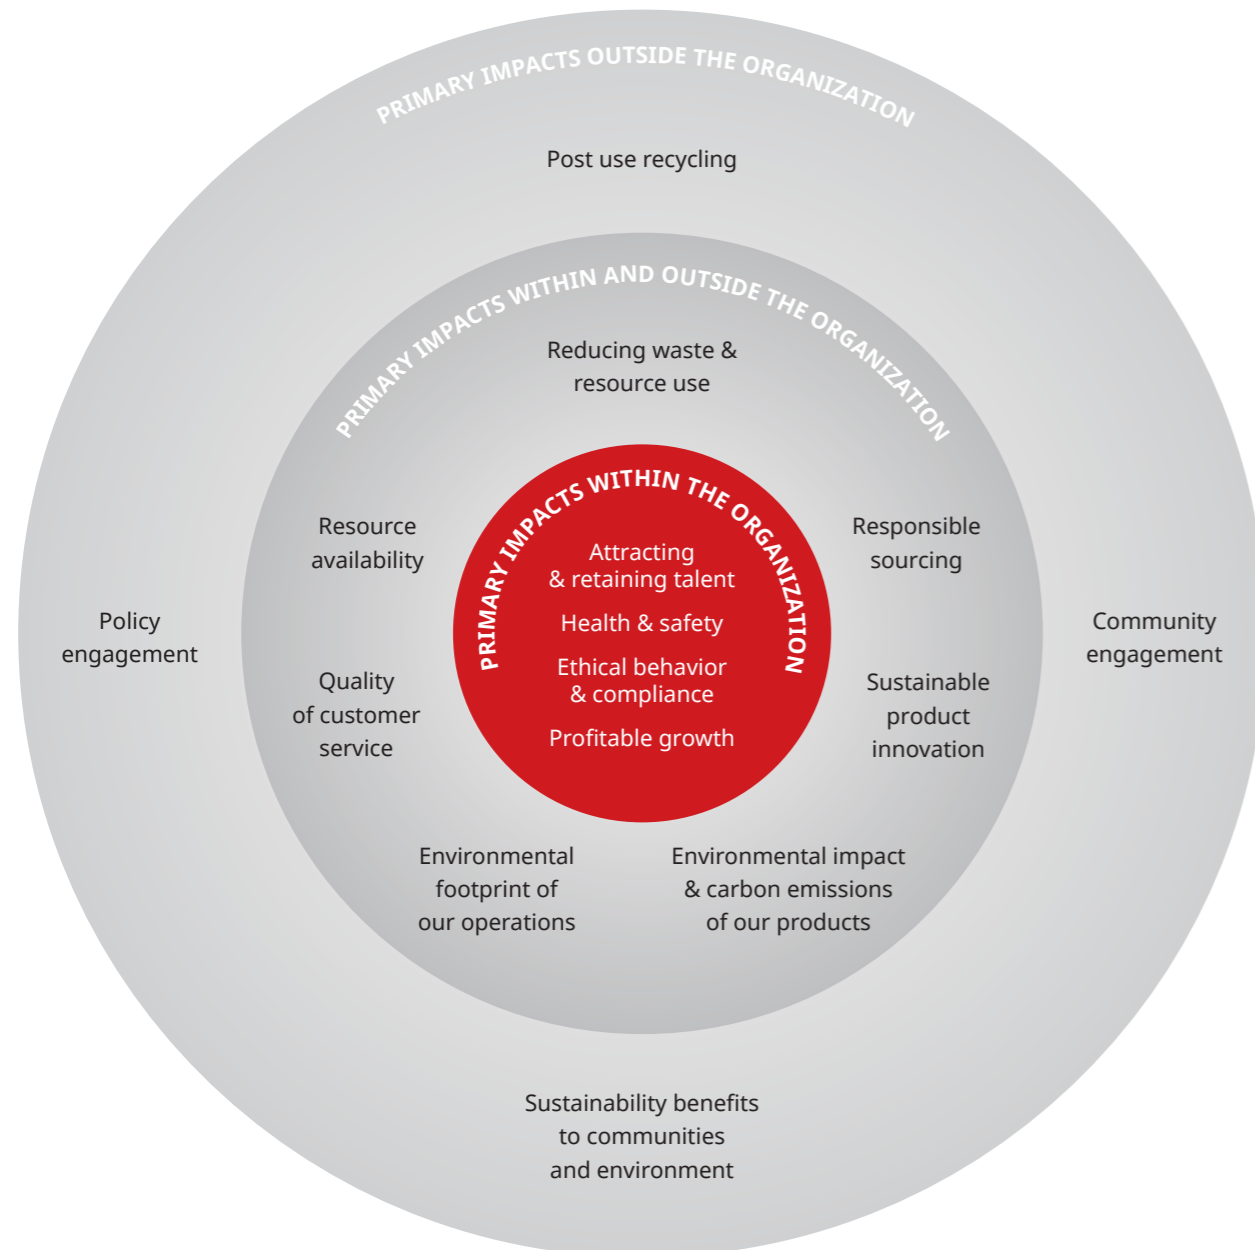 PRIMARY IMPACTS OUTSIDE THE ORGANIZATION
Post use recycling
PRIMARY IMPACTS WITHIN AND OUTSIDE THE ORGANIZATION
Reducing waste &
resource use
PRIMARY IMPACTS WITHIN THE ORGANIZATION
Attracting
& retaining talent
Health & safety
Ethical behavior
& compliance
Profitable growth
Resource
availability
Responsible
sourcing
Policy
engagement
Community
engagement
Quality
of customer
service
Sustainable
product
innovation
Environmental
footprint of
our operations
Environmental impact
& carbon emissions
of our products
Sustainability benefits
to communities
and environment